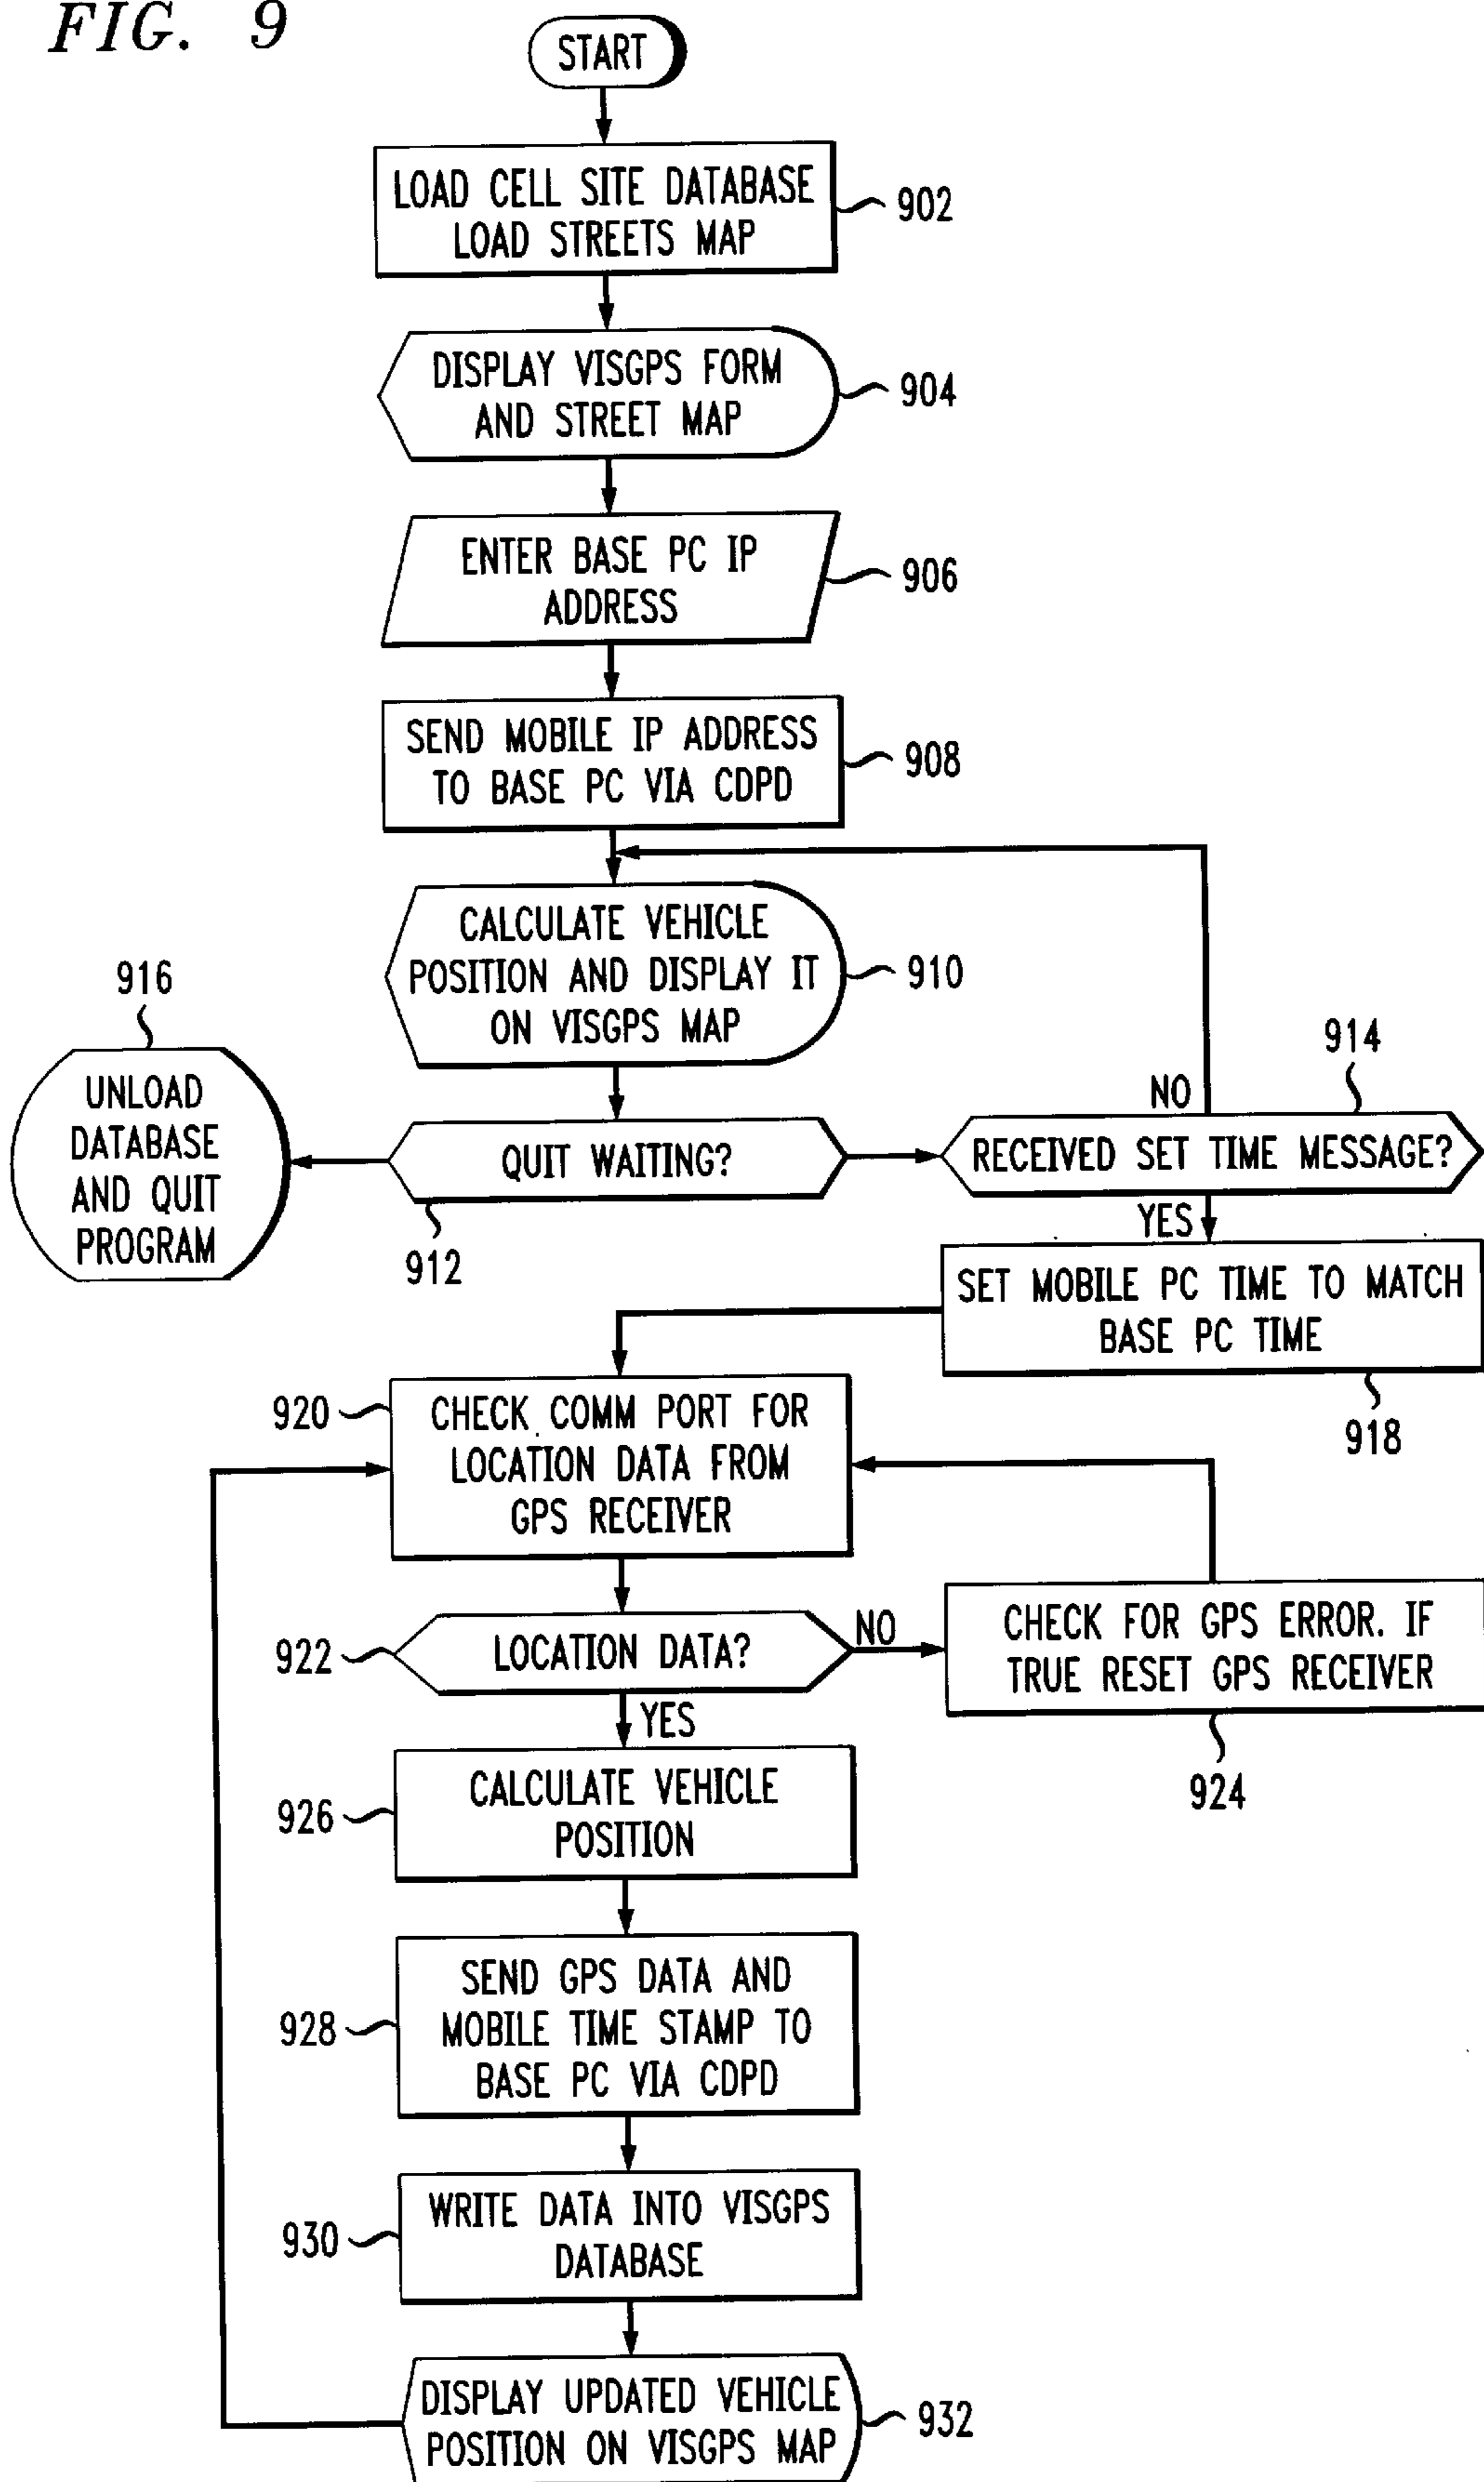 FIG. 9
START
LOAD CELL SITE DATABASE
LOAD STREETS MAP
902
DISPLAY VISGPS FORM
AND STREET MAP
904
ENTER BASE PC IP
ADDRESS
906
SEND MOBILE IP ADDRESS
TO BASE PC VIA CDPD
908
CALCULATE VEHICLE
POSITION AND DISPLAY IT
ON VISGPS MAP
910
916
UNLOAD
DATABASE
AND QUIT
PROGRAM
QUIT WAITING?
912
914
NO
RECEIVED SET TIME MESSAGE?
YES
SET MOBILE PC TIME TO MATCH
BASE PC TIME
918
920
CHECK COMM PORT FOR
LOCATION DATA FROM
GPS RECEIVER
922
LOCATION DATA?
NO
CHECK FOR GPS ERROR. IF
TRUE RESET GPS RECEIVER
924
YES
926
CALCULATE VEHICLE
POSITION
928
SEND GPS DATA AND
MOBILE TIME STAMP TO
BASE PC VIA CDPD
930
WRITE DATA INTO VISGPS
DATABASE
DISPLAY UPDATED VEHICLE
POSITION ON VISGPS MAP
932